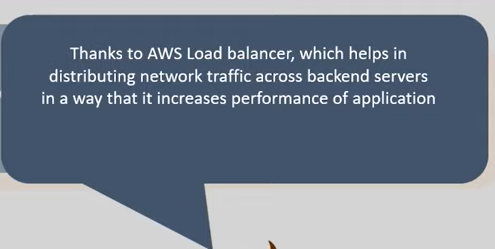 Thanks to AWS Load balancer, which helps in
distributing network traffic across backend servers
in a way that it increases performance of application